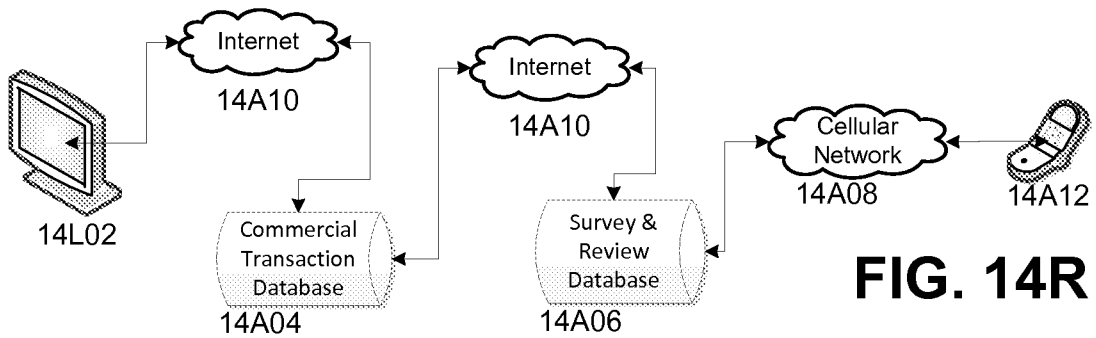 Internet
14A10
Internet
14A10
Cellular
Network
14A08
14A12
14L02
Commercial
Transaction
Database
14A04
Survey &
Review
Database
14A06
FIG. 14R